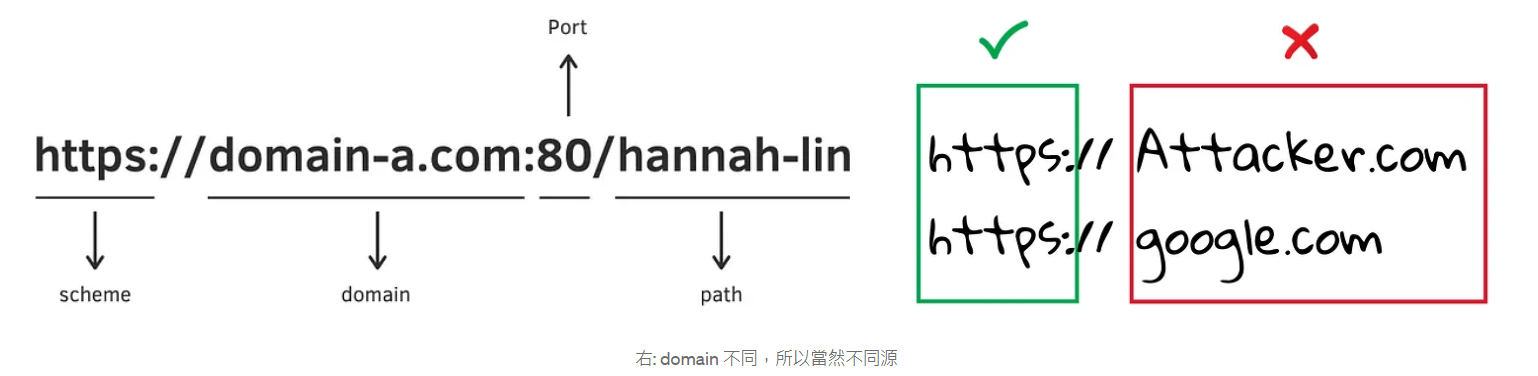 Port
https://domain-a.com:80/hannah-lin
scheme
domain
path
https:// Attacker.com
https:// google.com
右: domain 不同，所以當然不同源